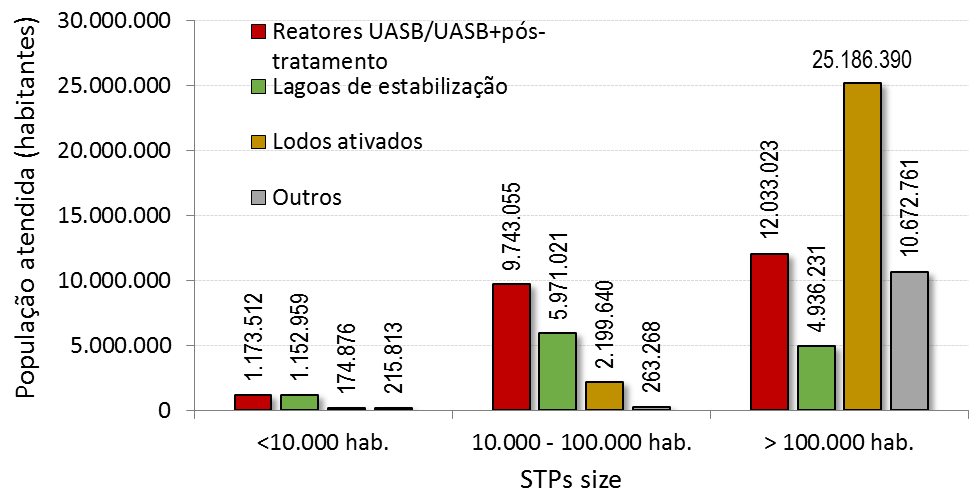 População atendida (habitantes)
30.000.000
25.000.000
20.000.000
15.000.000
10.000.000
5.000.000
0
Reatores UASB/UASB+pós-
tratamento
Lagoas de estabilização
Lodos ativados
Outros
1.173.512
1.152.959
174.876
215.813
9.743.055
5.971.021
2.199.640
263.268
12.033.023
4.936.231
25.186.390
10.672.761
<10.000 hab.
10.000 - 100.000 hab.
> 100.000 hab.
STPs size